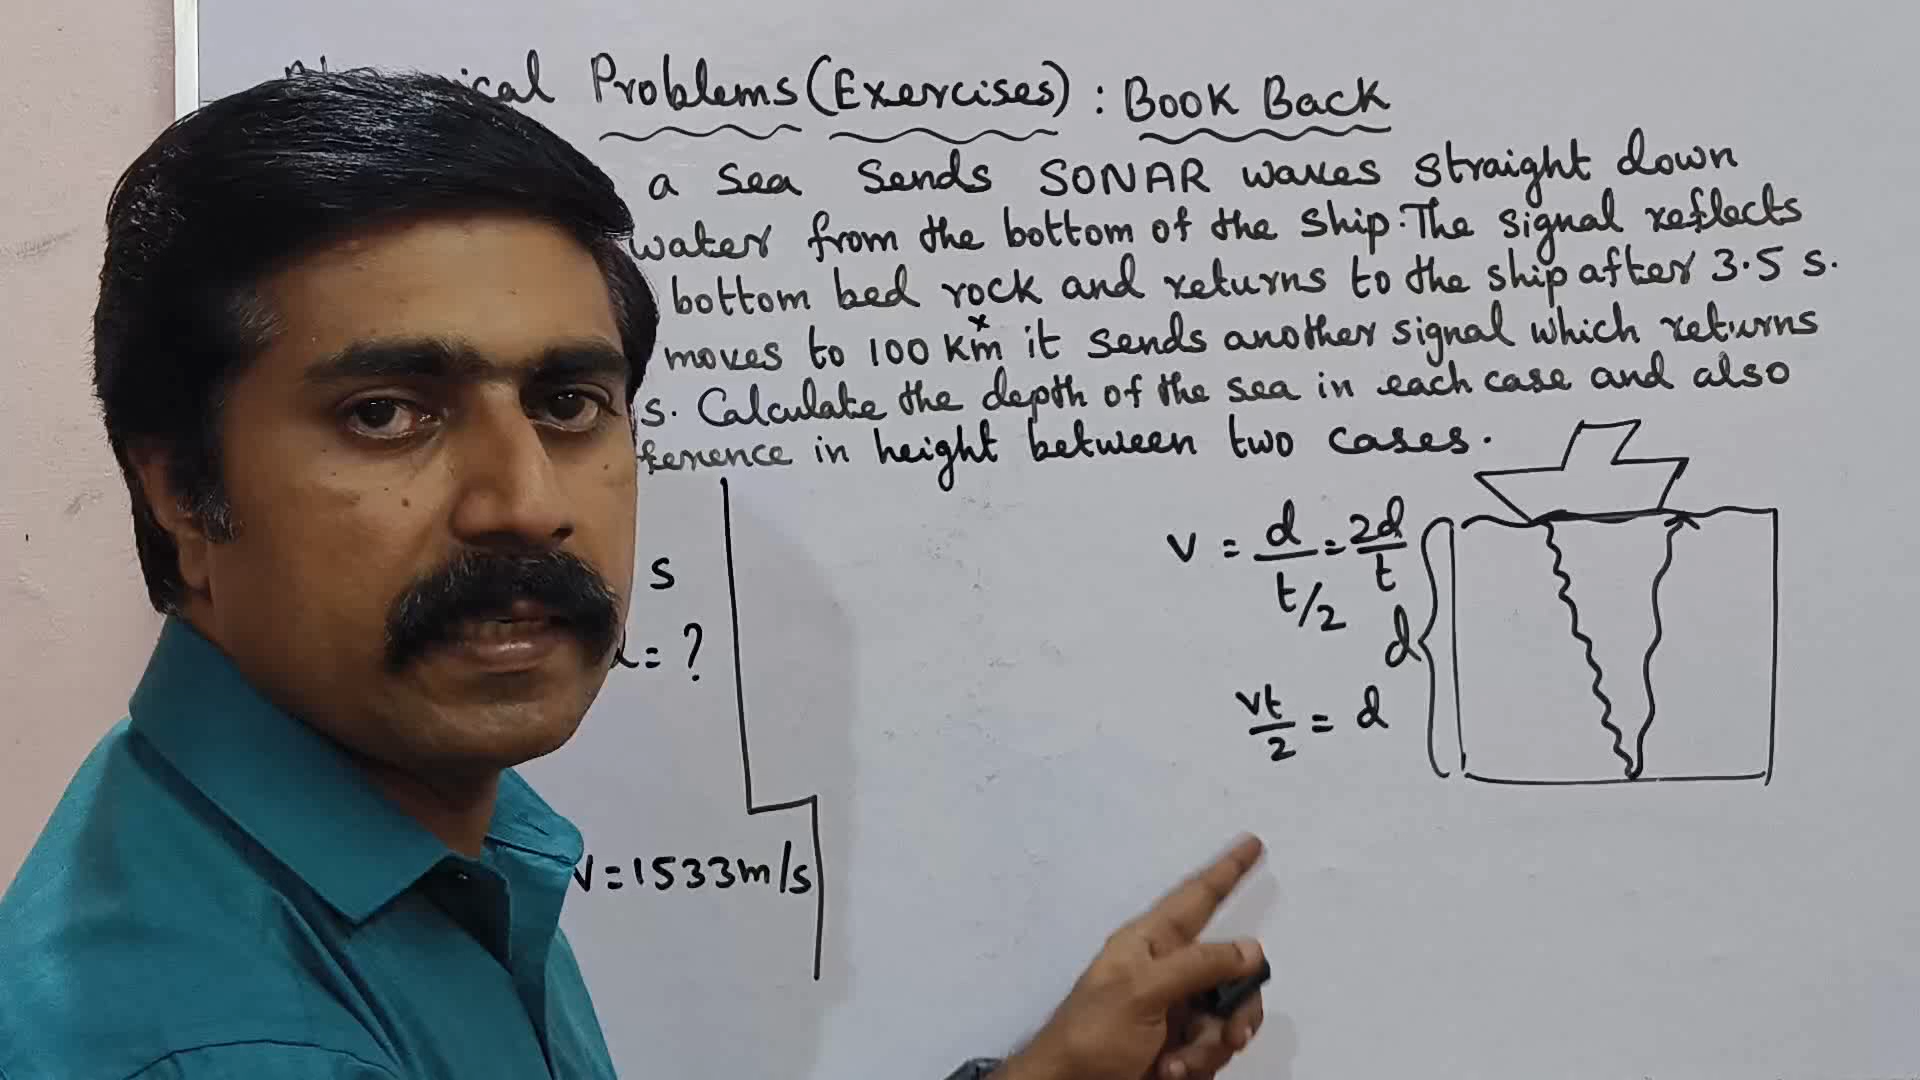 Problems (Exercises) : Book Back
a sea sends SONAR waves straight down
water from the bottom of the ship. The signal reflects
bottom bed rock and returns to the ship after 3.5 s.
moves to 100 km it sends another signal which returns
s. Calculate the depth of the sea in each case and also
in height between two cases.
v = d/t/2 = 2d/t
s
d
= ?
vt/2 = d
V = 1533 m/s